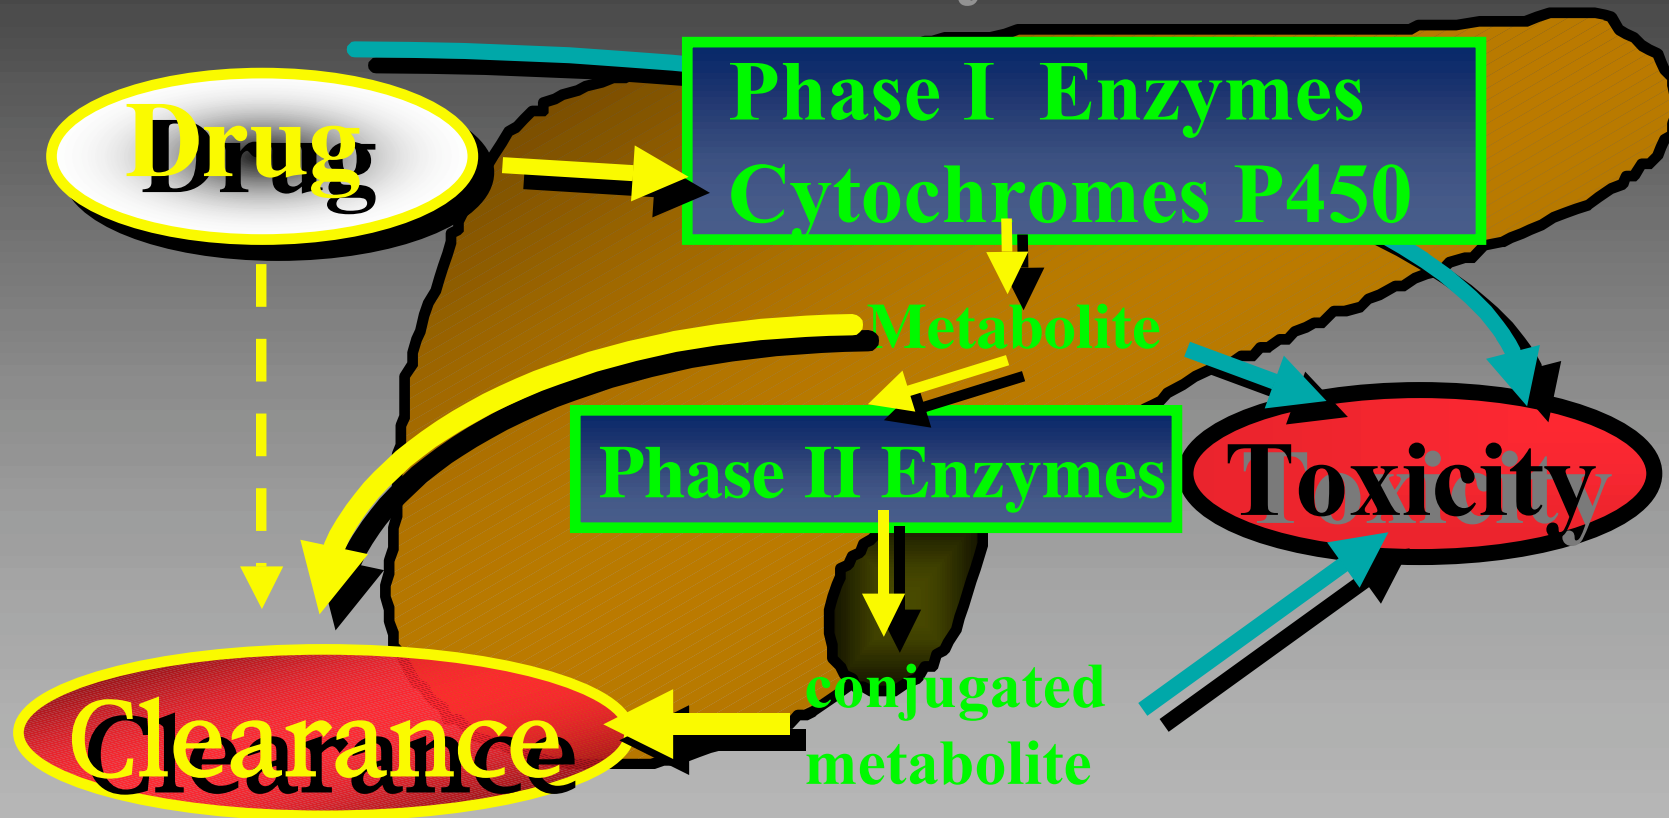 Drug
Phase I Enzymes
Cytochromes P450
Metabolite
Phase II Enzymes
Toxicity
conjugated
metabolite
Clearance